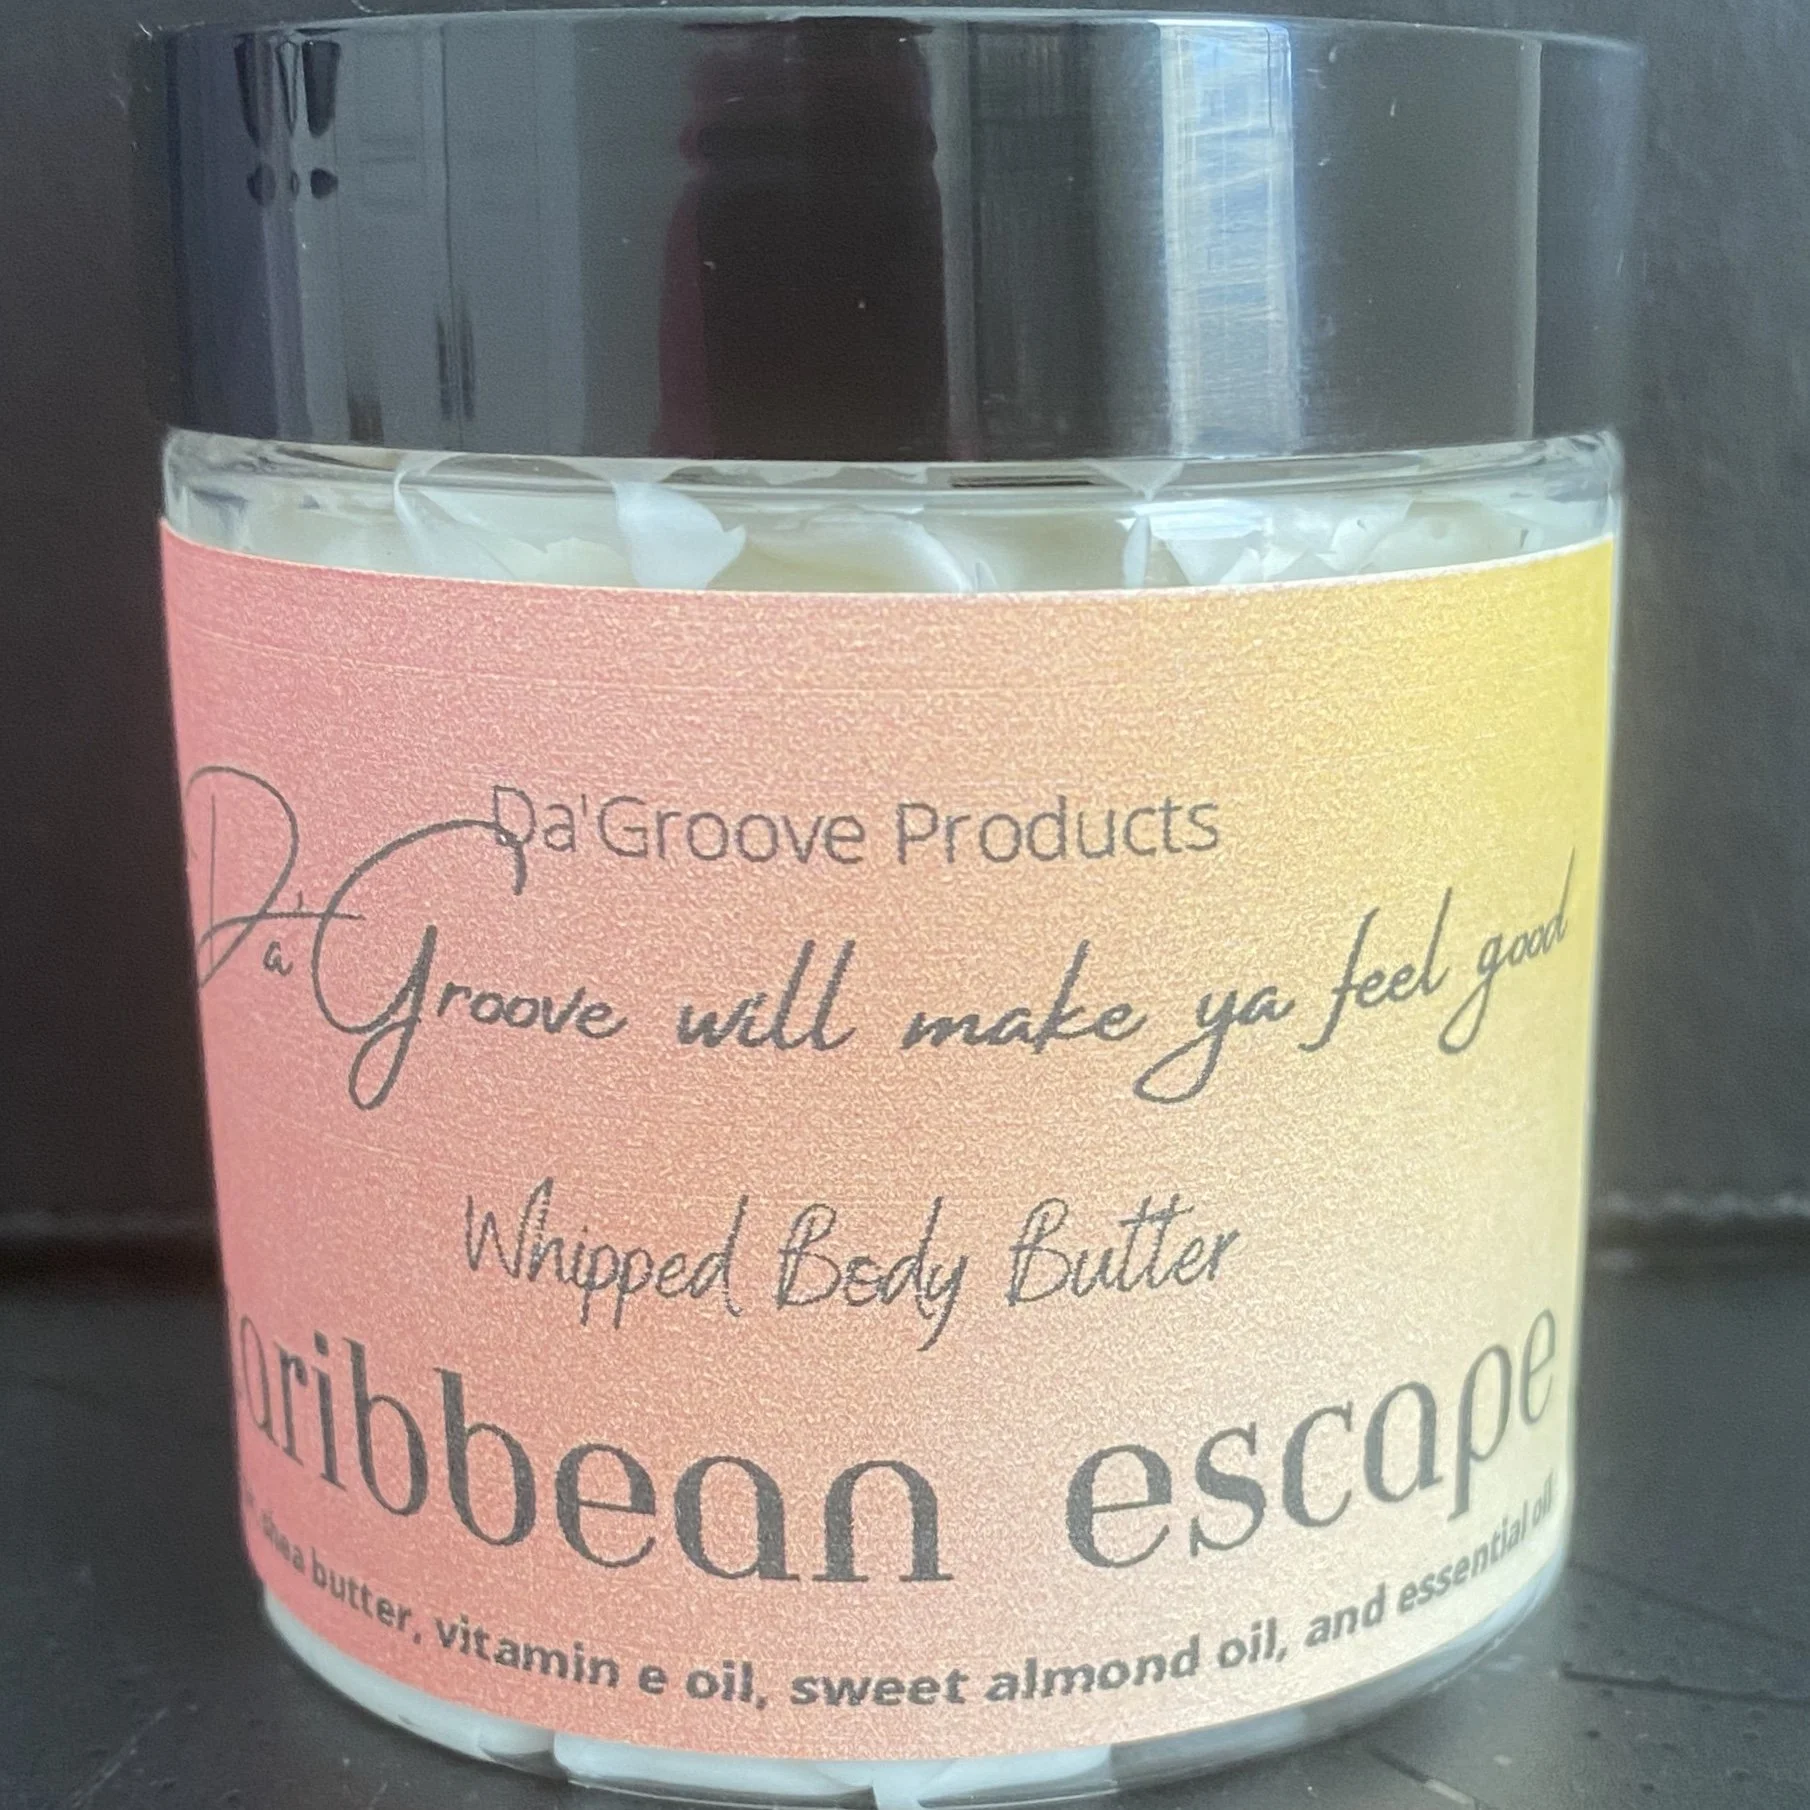 Da'Groove Products
Da'Groove will make ya feel good
Whipped Body Butter
aribbean escape
shea butter, vitamin e oil, sweet almond oil, and essential oil